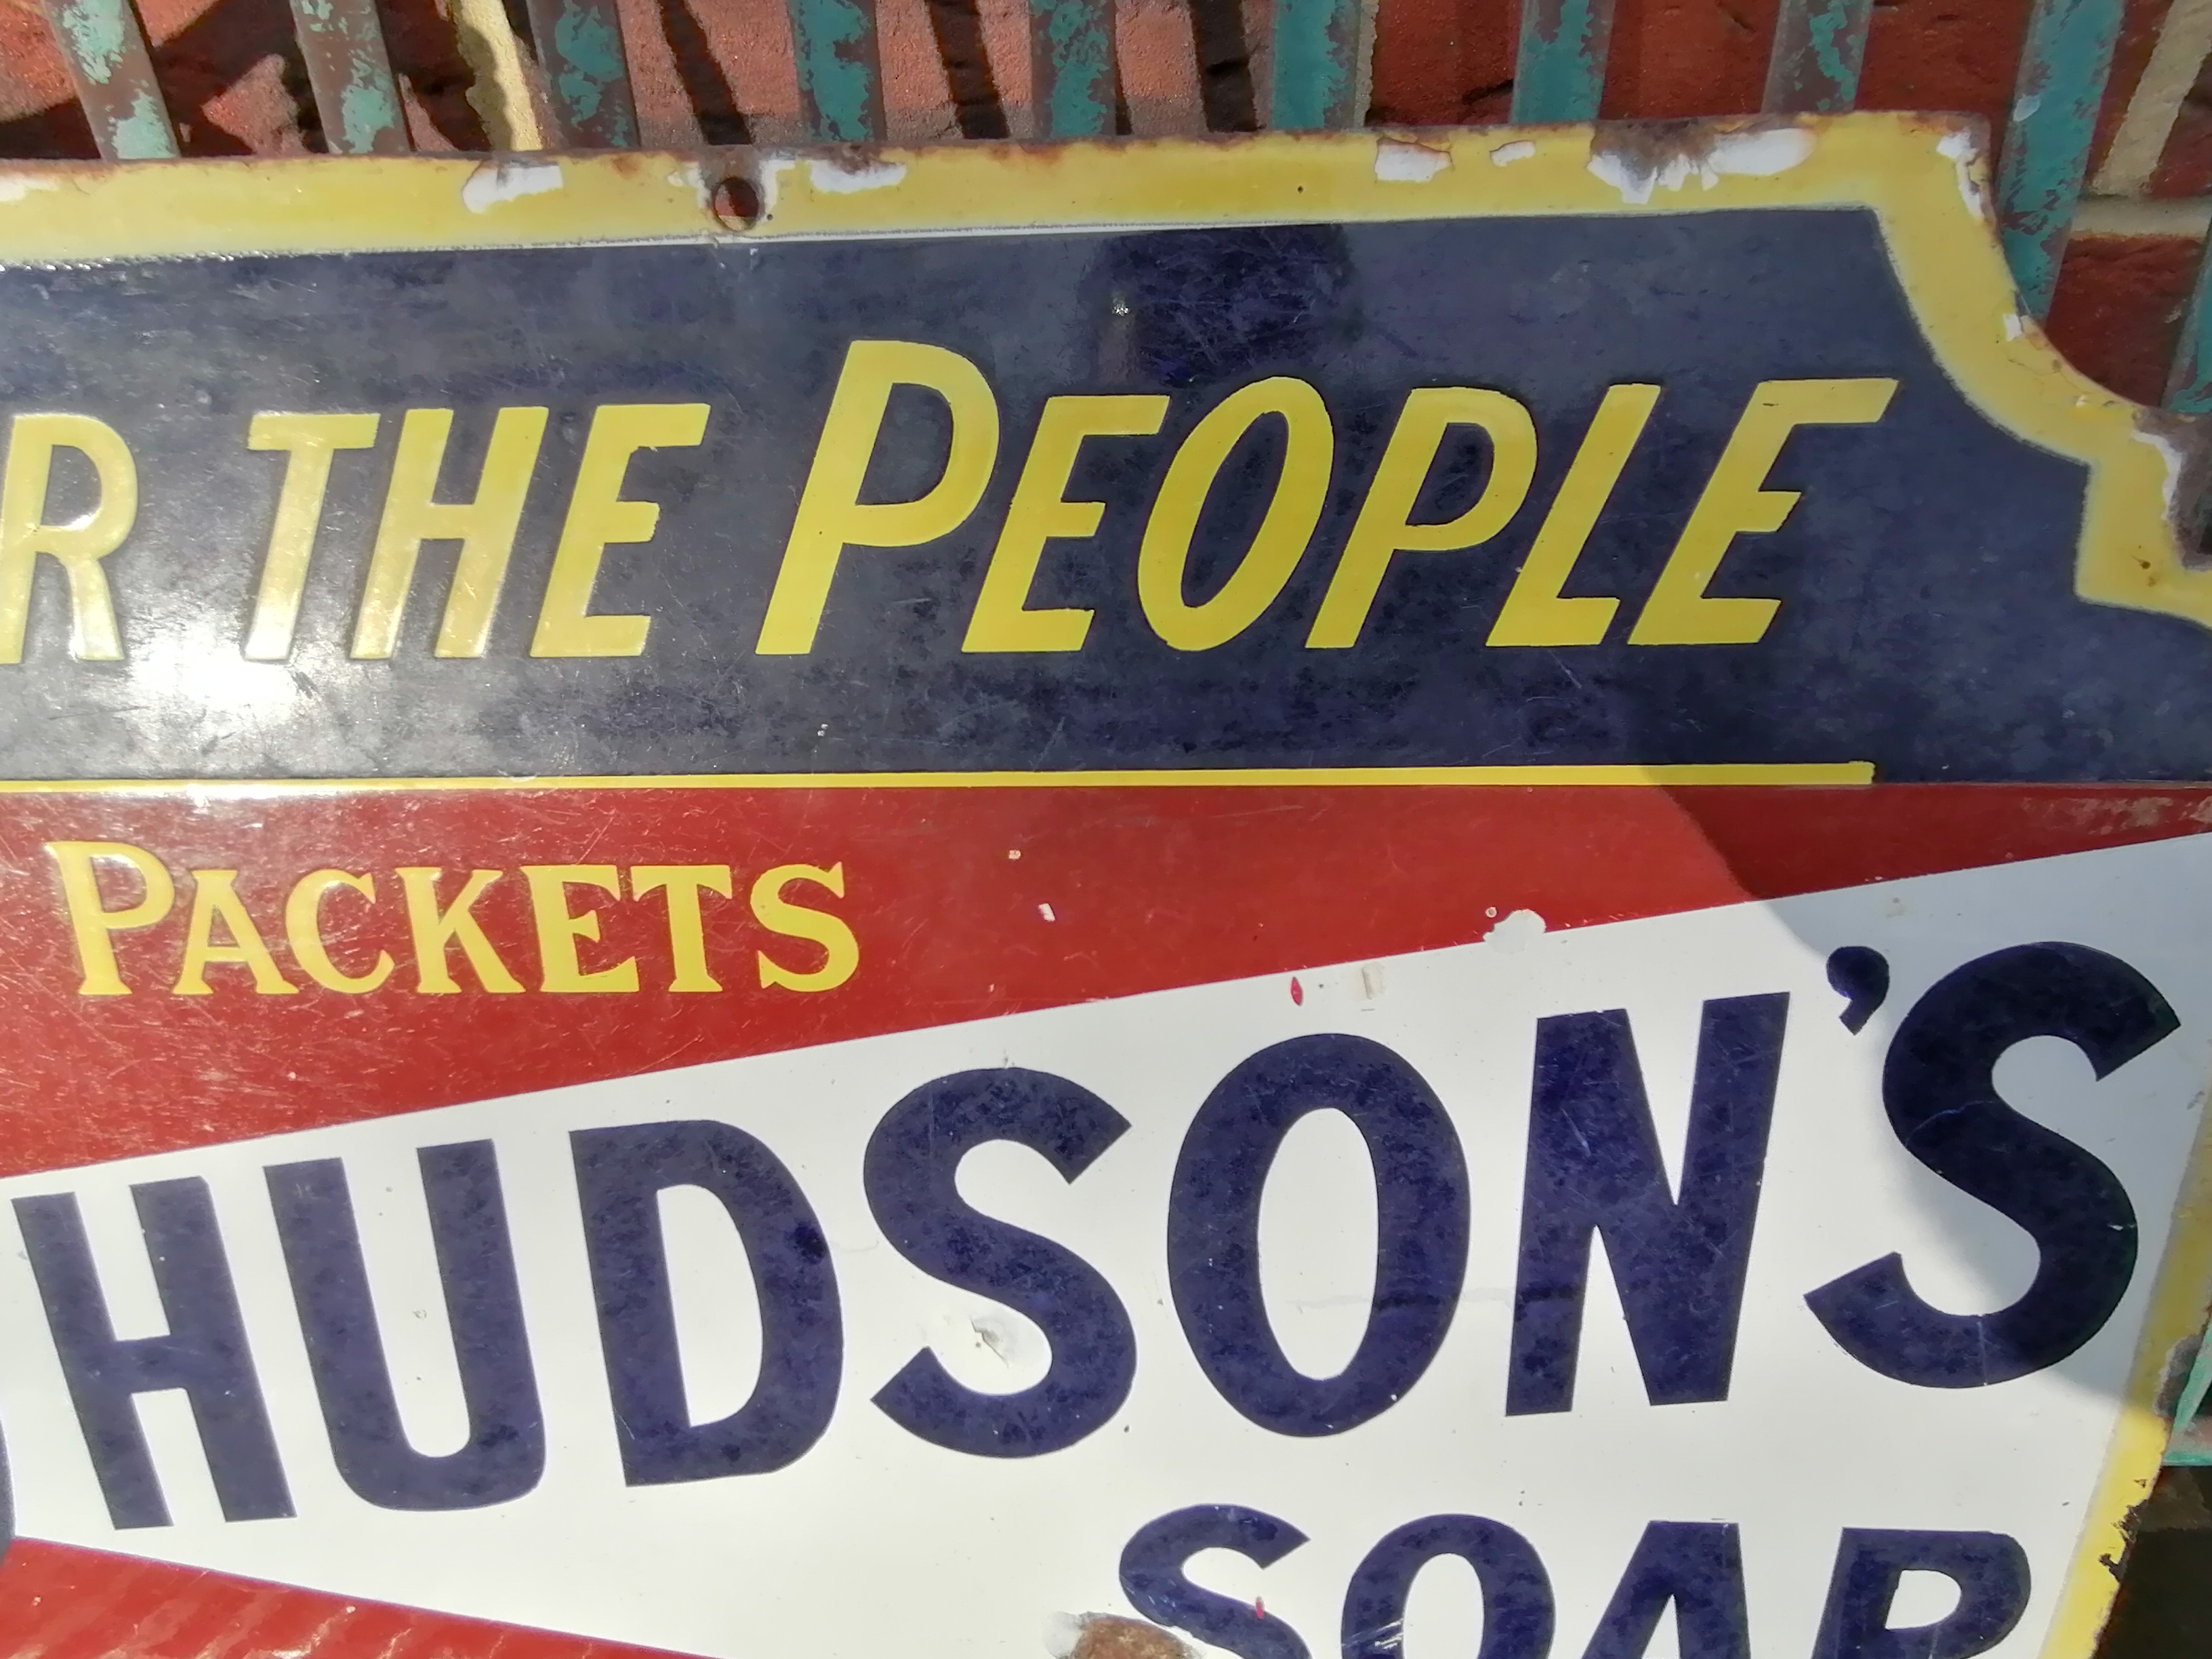 R THE PEOPLE
PACKETS
HUDSON'S
SOAP